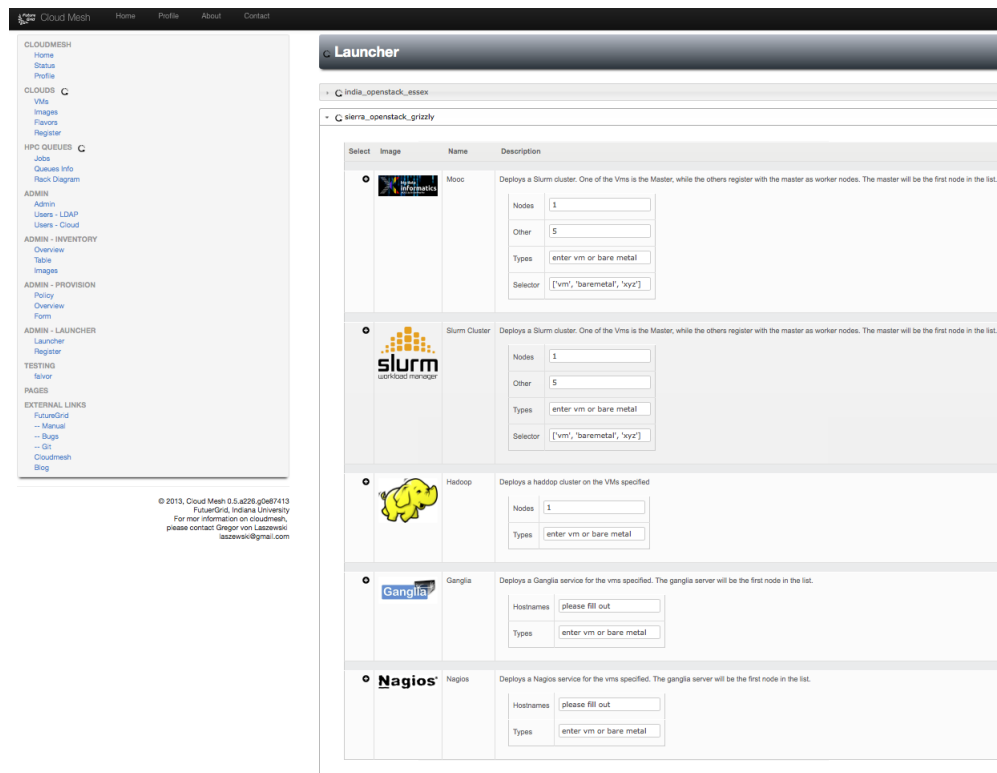 Future Grid Cloud Mesh Home Profile About Contact
CLOUDMESH
Home
Status
Profile
CLOUDS
VMs
Images
Flavors
Register
HPC QUEUES
Jobs
Queues Info
Rack Diagram
ADMIN
Admin
Users - LDAP
Users - Cloud
ADMIN - INVENTORY
Overview
Table
Images
ADMIN - PROVISION
Policy
Overview
Form
ADMIN - LAUNCHER
Launcher
Register
TESTING
faivor
PAGES
EXTERNAL LINKS
FutureGrid
-- Manual
-- Bugs
-- Git
Cloudmesh
Blog
© 2013, Cloud Mesh 0.5.a226.g0e87413
FutuerGrid, Indiana University
For mor information on cloudmesh,
please contact Gregor von Laszewski
laszewski@gmail.com
Launcher
india_openstack_essex
sierra_openstack_grizzly
Select Image Name Description
informatics
Mooc
Deploys a Slurm cluster. One of the Vms is the Master, while the others register with the master as worker nodes. The master will be the first node in the list.
Nodes 1
Other 5
Types enter vm or bare metal
Selector ['vm', 'baremetal', 'xyz']
slurm
workload manager
Slurm Cluster
Deploys a Slurm cluster. One of the Vms is the Master, while the others register with the master as worker nodes. The master will be the first node in the list.
Nodes 1
Other 5
Types enter vm or bare metal
Selector ['vm', 'baremetal', 'xyz']
Hadoop
Deploys a haddop cluster on the VMs specified
Nodes 1
Types enter vm or bare metal
Ganglia
Ganglia
Deploys a Ganglia service for the vms specified. The ganglia server will be the first node in the list.
Hostnames please fill out
Types enter vm or bare metal
Nagios
Nagios
Deploys a Nagios service for the vms specified. The ganglia server will be the first node in the list.
Hostnames please fill out
Types enter vm or bare metal